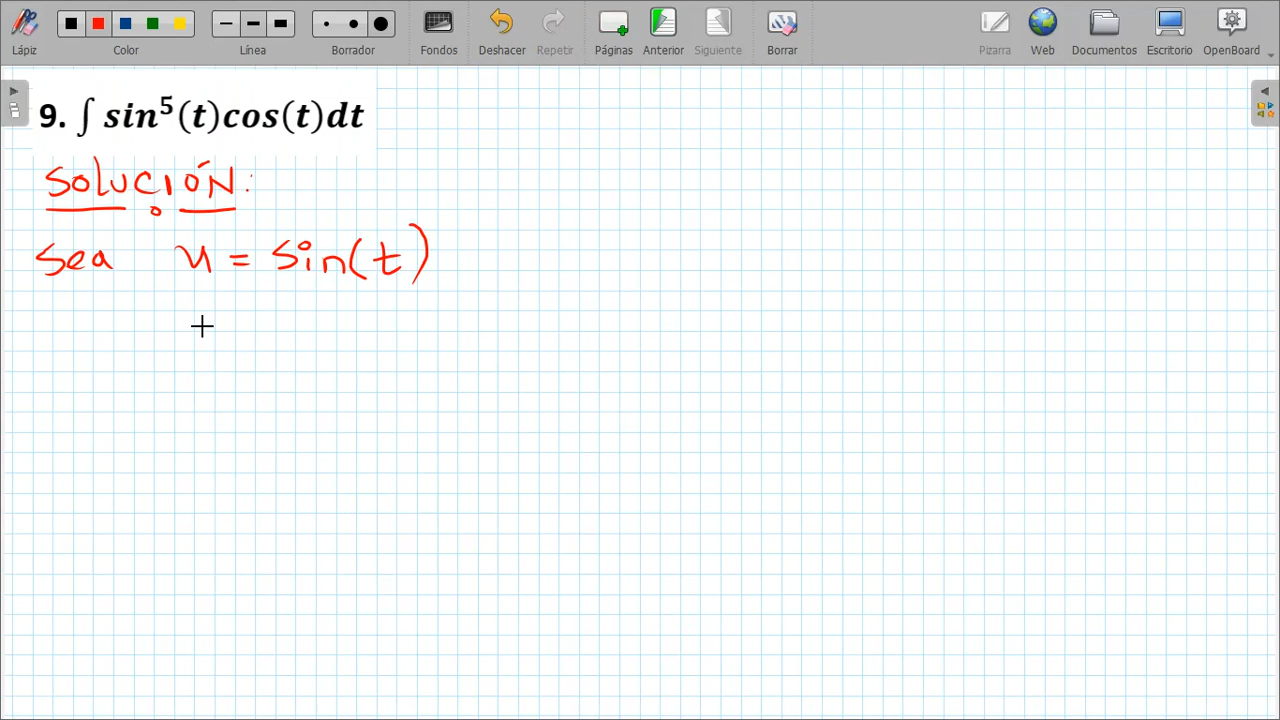 Lápiz Color Línea Borrador Fondos Deshacer Repetir Páginas Anterior Siguiente Borrar Pizarra Web Documentos Escritorio OpenBoard
9. ∫ sin⁵(t)cos(t)dt
SOLUCIÓN:
Sea u = Sin(t)